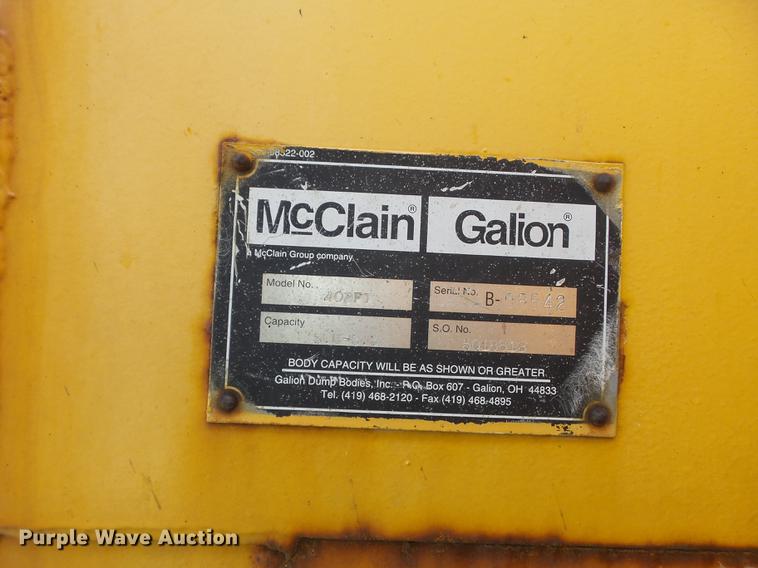 McClain® Galion®
a McClain Group company
Model No. Serial No.
B-
Capacity S.O. No.
BODY CAPACITY WILL BE AS SHOWN OR GREATER.
Galion Dump Bodies, Inc. - P.O. Box 607 - Galion, OH 44833
Tel. (419) 468-2120 - Fax (419) 468-4895
Purple Wave Auction